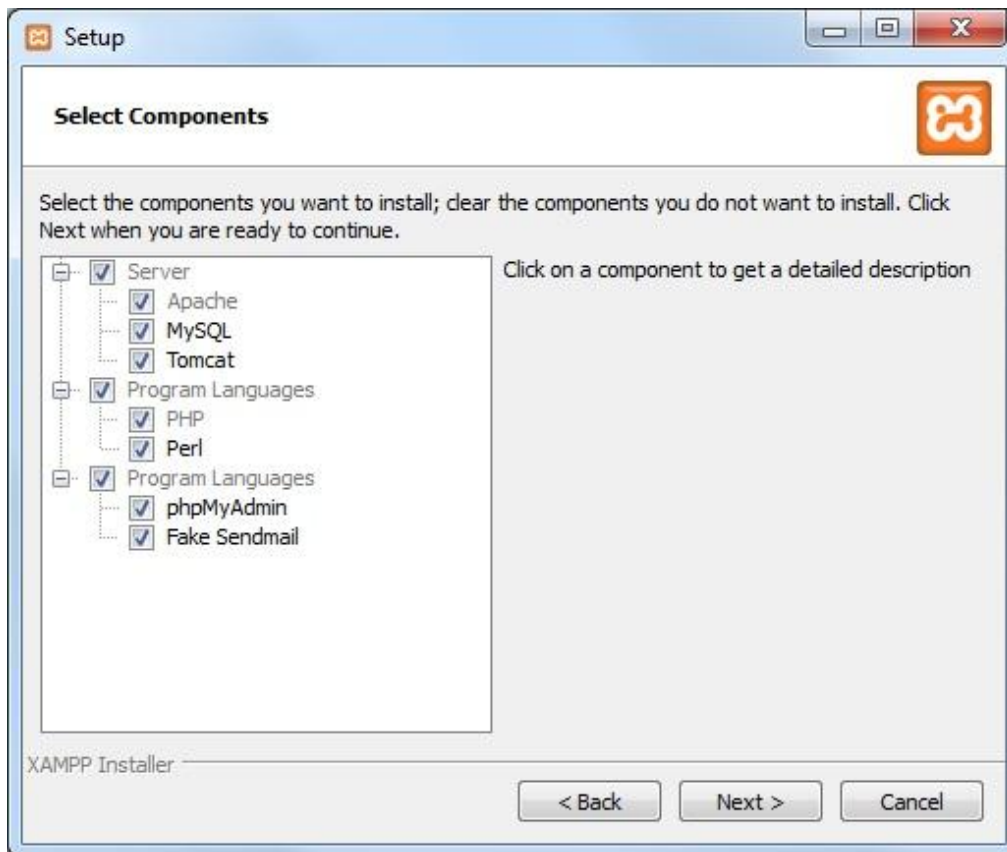 Setup
Select Components
Select the components you want to install; clear the components you do not want to install. Click
Next when you are ready to continue.
Server
Apache
MySQL
Tomcat
Program Languages
PHP
Perl
Program Languages
phpMyAdmin
Fake Sendmail
Click on a component to get a detailed description
XAMPP Installer
< Back
Next >
Cancel